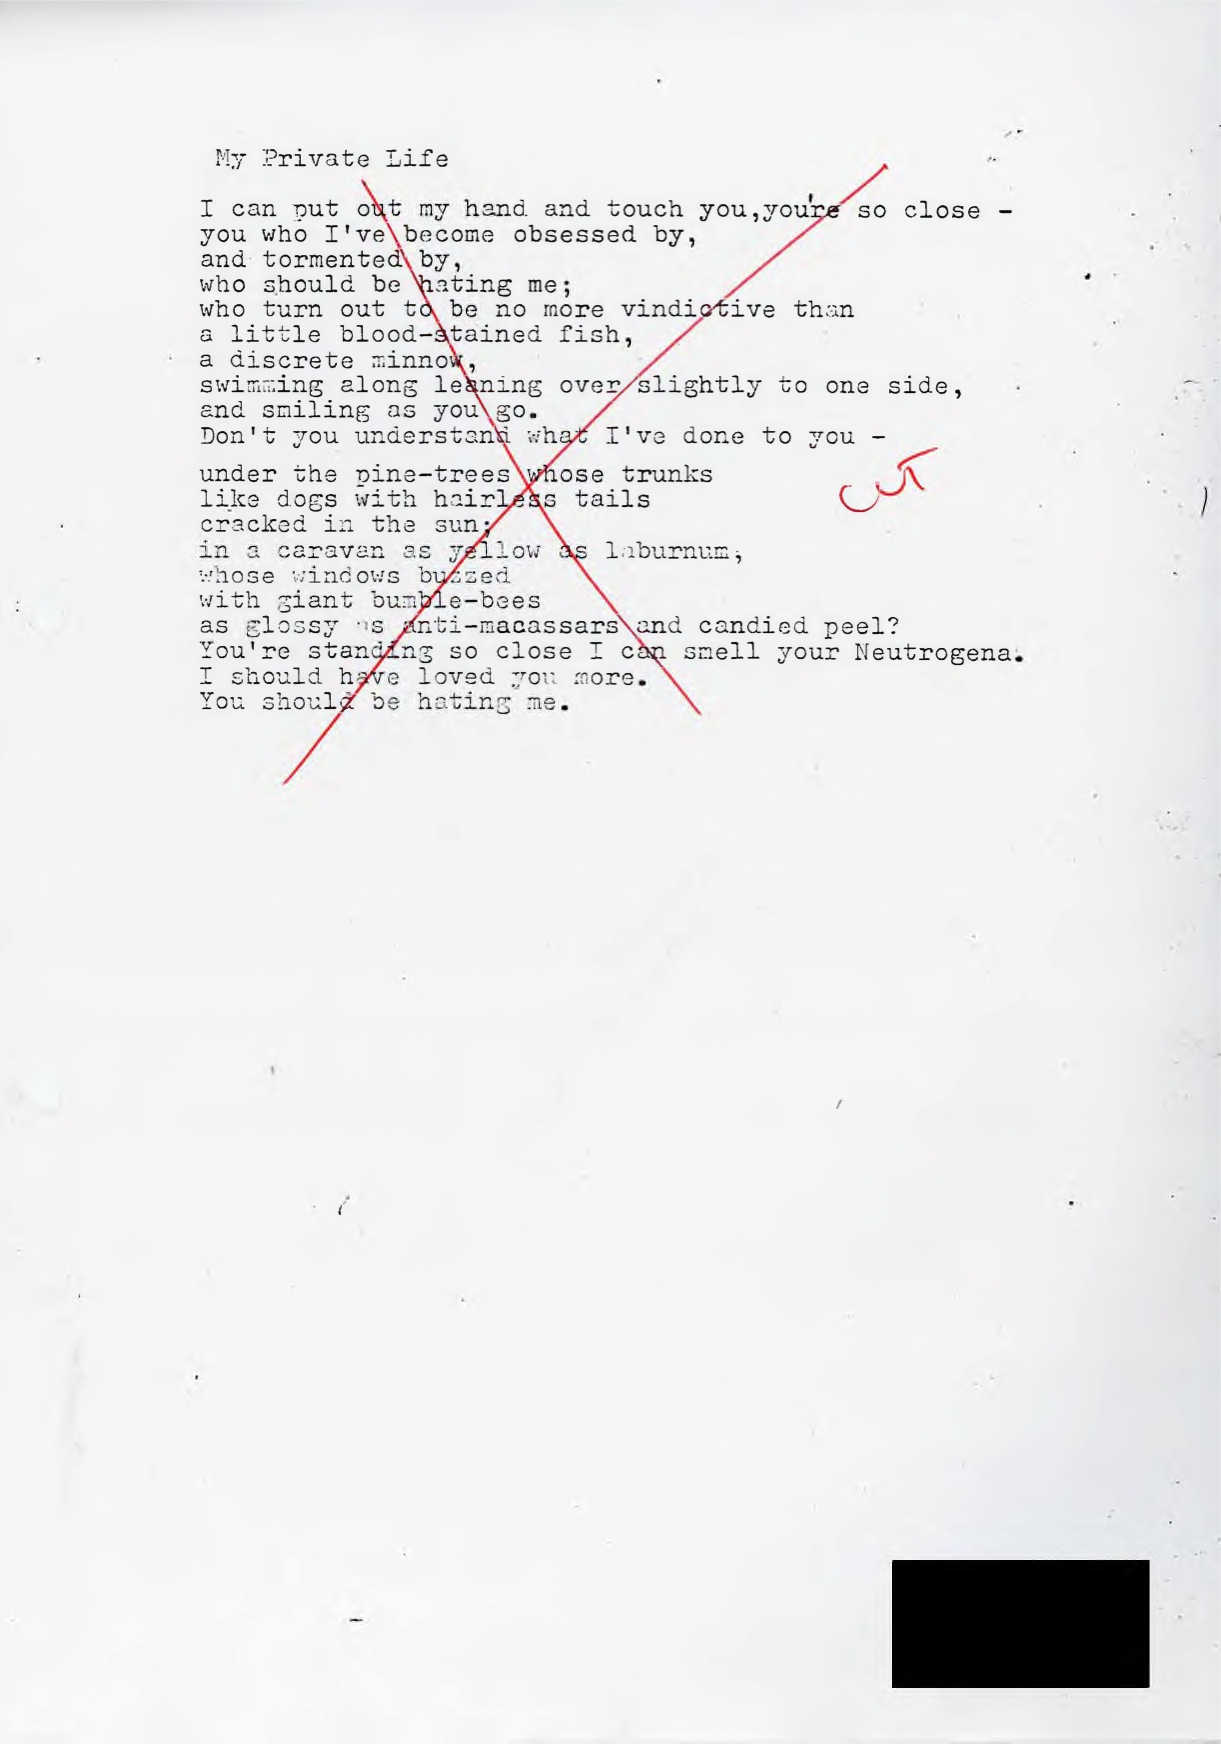 My Private Life
I can put out my hand and touch you,you're so close -
you who I've become obsessed by,
and tormented by,
who should be hating me;
who turn out to be no more vindictive than
a little blood-stained fish,
a discrete minnow,
swimming along leaning over slightly to one side,
and smiling as you go.
Don't you understand what I've done to you -
under the pine-trees whose trunks
like dogs with hairless tails
cracked in the sun;
in a caravan as yellow as laburnum,
whose windows buzzed
with giant bumble-bees
as glossy as anti-macassars and candied peel?
You're standing so close I can smell your Neutrogena.
I should have loved you more.
You should be hating me.
CUT